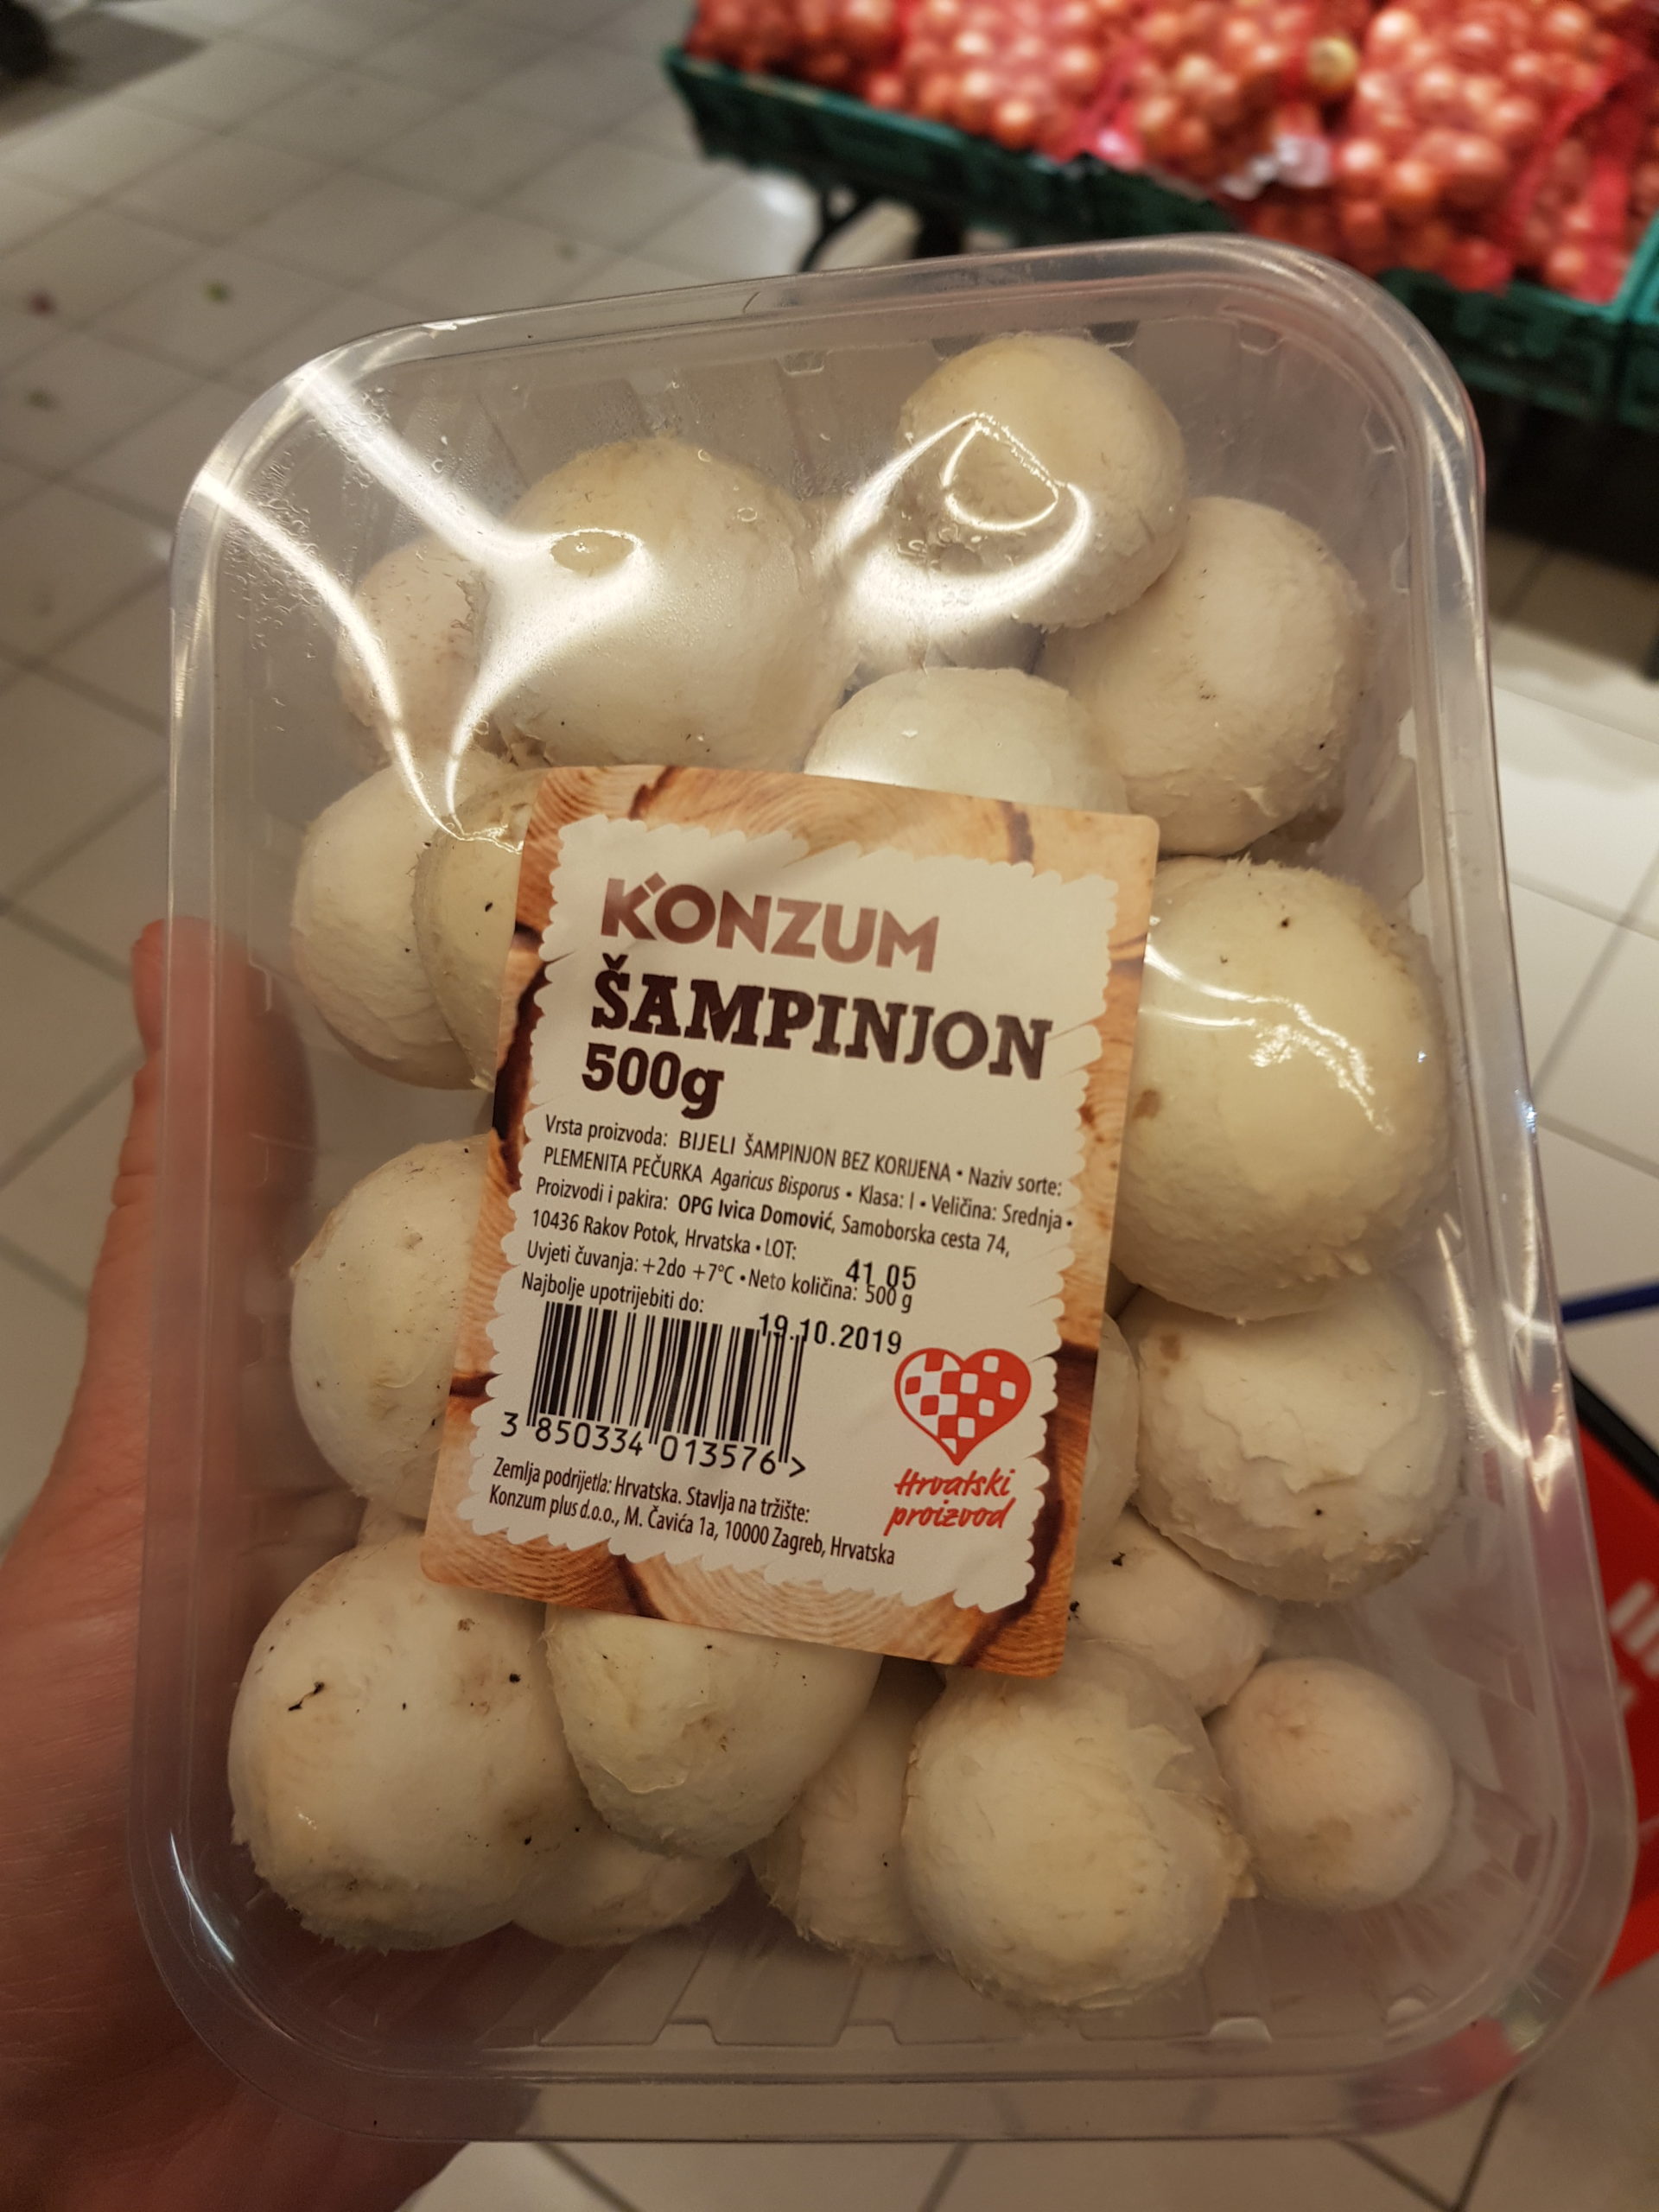 KONZUM
ŠAMPINJON
500g
Vrsta proizvoda: BIJELI ŠAMPINJON BEZ KORIJENA • Naziv sorte:
PLEMENITA PEČURKA Agaricus Bisporus • Klasa: I • Veličina: Srednja •
Proizvodi i pakira: OPG Ivica Domović, Samoborska cesta 74,
10436 Rakov Potok, Hrvatska • LOT: 41 05
Uvjeti čuvanja: +2do +7°C • Neto količina: 500 g
Najbolje upotrijebiti do: 19.10.2019
3 850334 013576 >
Hrvatski
proizvod
Zemlja podrijetla: Hrvatska. Stavlja na tržište:
Konzum plus d.o.o., M. Čavića 1a, 10000 Zagreb, Hrvatska